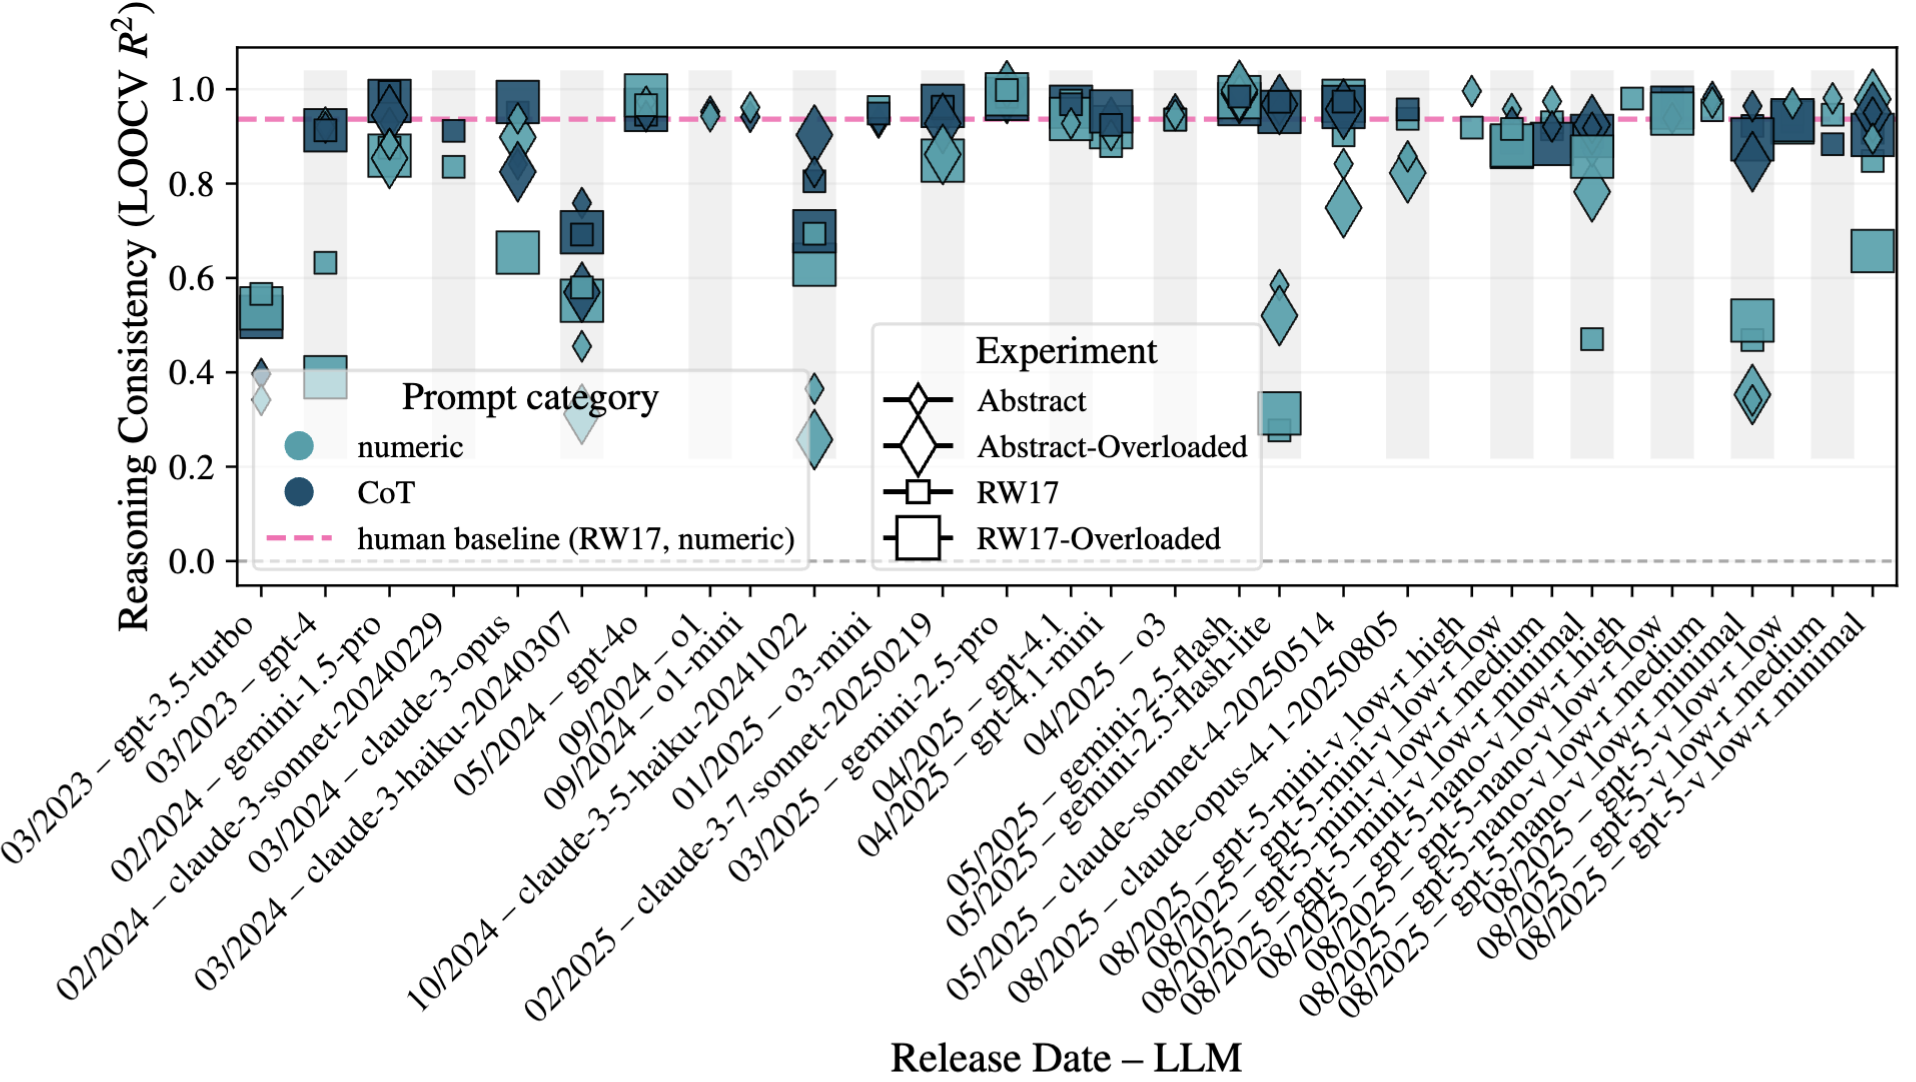 Reasoning Consistency (LOOCV R²)
1.0
0.8
0.6
0.4
0.2
0.0
Prompt category
numeric
CoT
human baseline (RW17, numeric)
Experiment
Abstract
Abstract-Overloaded
RW17
RW17-Overloaded
03/2023 – gpt-3.5-turbo
03/2023 – gpt-4
02/2024 – gemini-1.5-pro
02/2024 – claude-3-sonnet-20240229
03/2024 – claude-3-opus
03/2024 – claude-3-haiku-20240307
05/2024 – gpt-4o
09/2024 – o1
09/2024 – o1-mini
10/2024 – claude-3-5-haiku-20241022
01/2025 – o3-mini
02/2025 – claude-3-7-sonnet-20250219
03/2025 – gemini-2.5-pro
04/2025 – gpt-4.1
04/2025 – gpt-4.1-mini
04/2025 – o3
05/2025 – gemini-2.5-flash
05/2025 – gemini-2.5-flash-lite
05/2025 – claude-sonnet-4-20250514
08/2025 – claude-opus-4-1-20250805
08/2025 – gpt-5-mini-v_low-r_high
08/2025 – gpt-5-mini-v_low-r_low
08/2025 – gpt-5-mini-v_low-r_medium
08/2025 – gpt-5-mini-v_low-r_minimal
08/2025 – gpt-5-nano-v_low-r_high
08/2025 – gpt-5-nano-v_low-r_low
08/2025 – gpt-5-nano-v_low-r_medium
08/2025 – gpt-5-nano-v_low-r_minimal
08/2025 – gpt-5-v_low-r_low
08/2025 – gpt-5-v_low-r_medium
08/2025 – gpt-5-v_low-r_minimal
Release Date – LLM